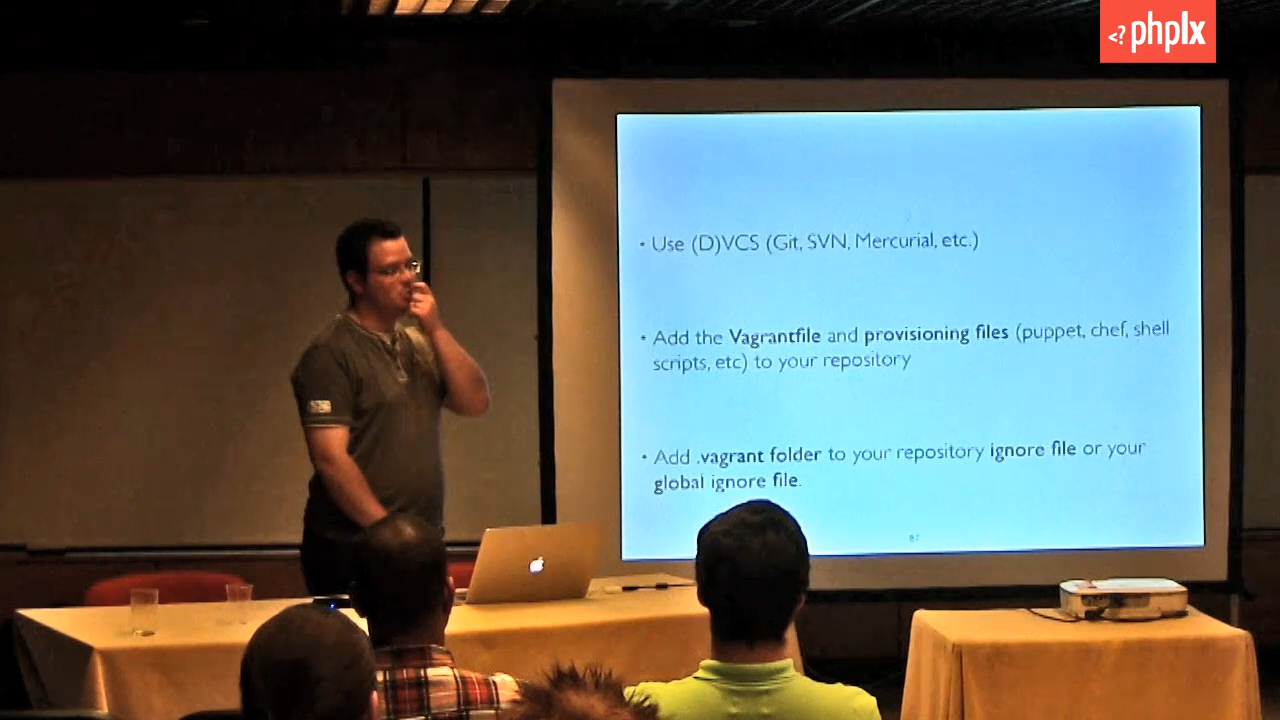 <? phplx
• Use (D)VCS (Git, SVN, Mercurial, etc.)
• Add the Vagrantfile and provisioning files (puppet, chef, shell
scripts, etc) to your repository
• Add .vagrant folder to your repository ignore file or your
global ignore file.
87